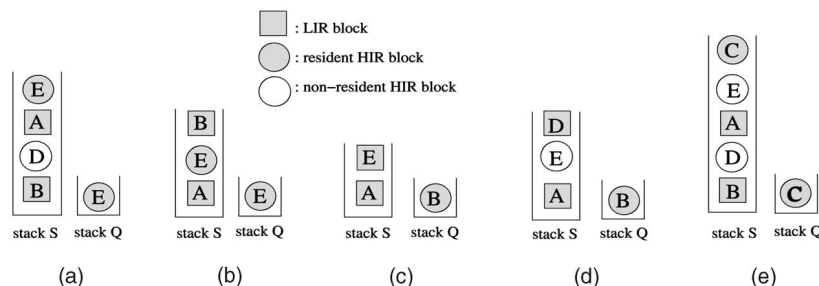 : LIR block
: resident HIR block
: non-resident HIR block
E
A
D
B
E
stack S stack Q
(a)
B
E
A
E
stack S stack Q
(b)
E
A
B
stack S stack Q
(c)
D
E
A
B
stack S stack Q
(d)
C
E
A
D
B
C
stack S stack Q
(e)